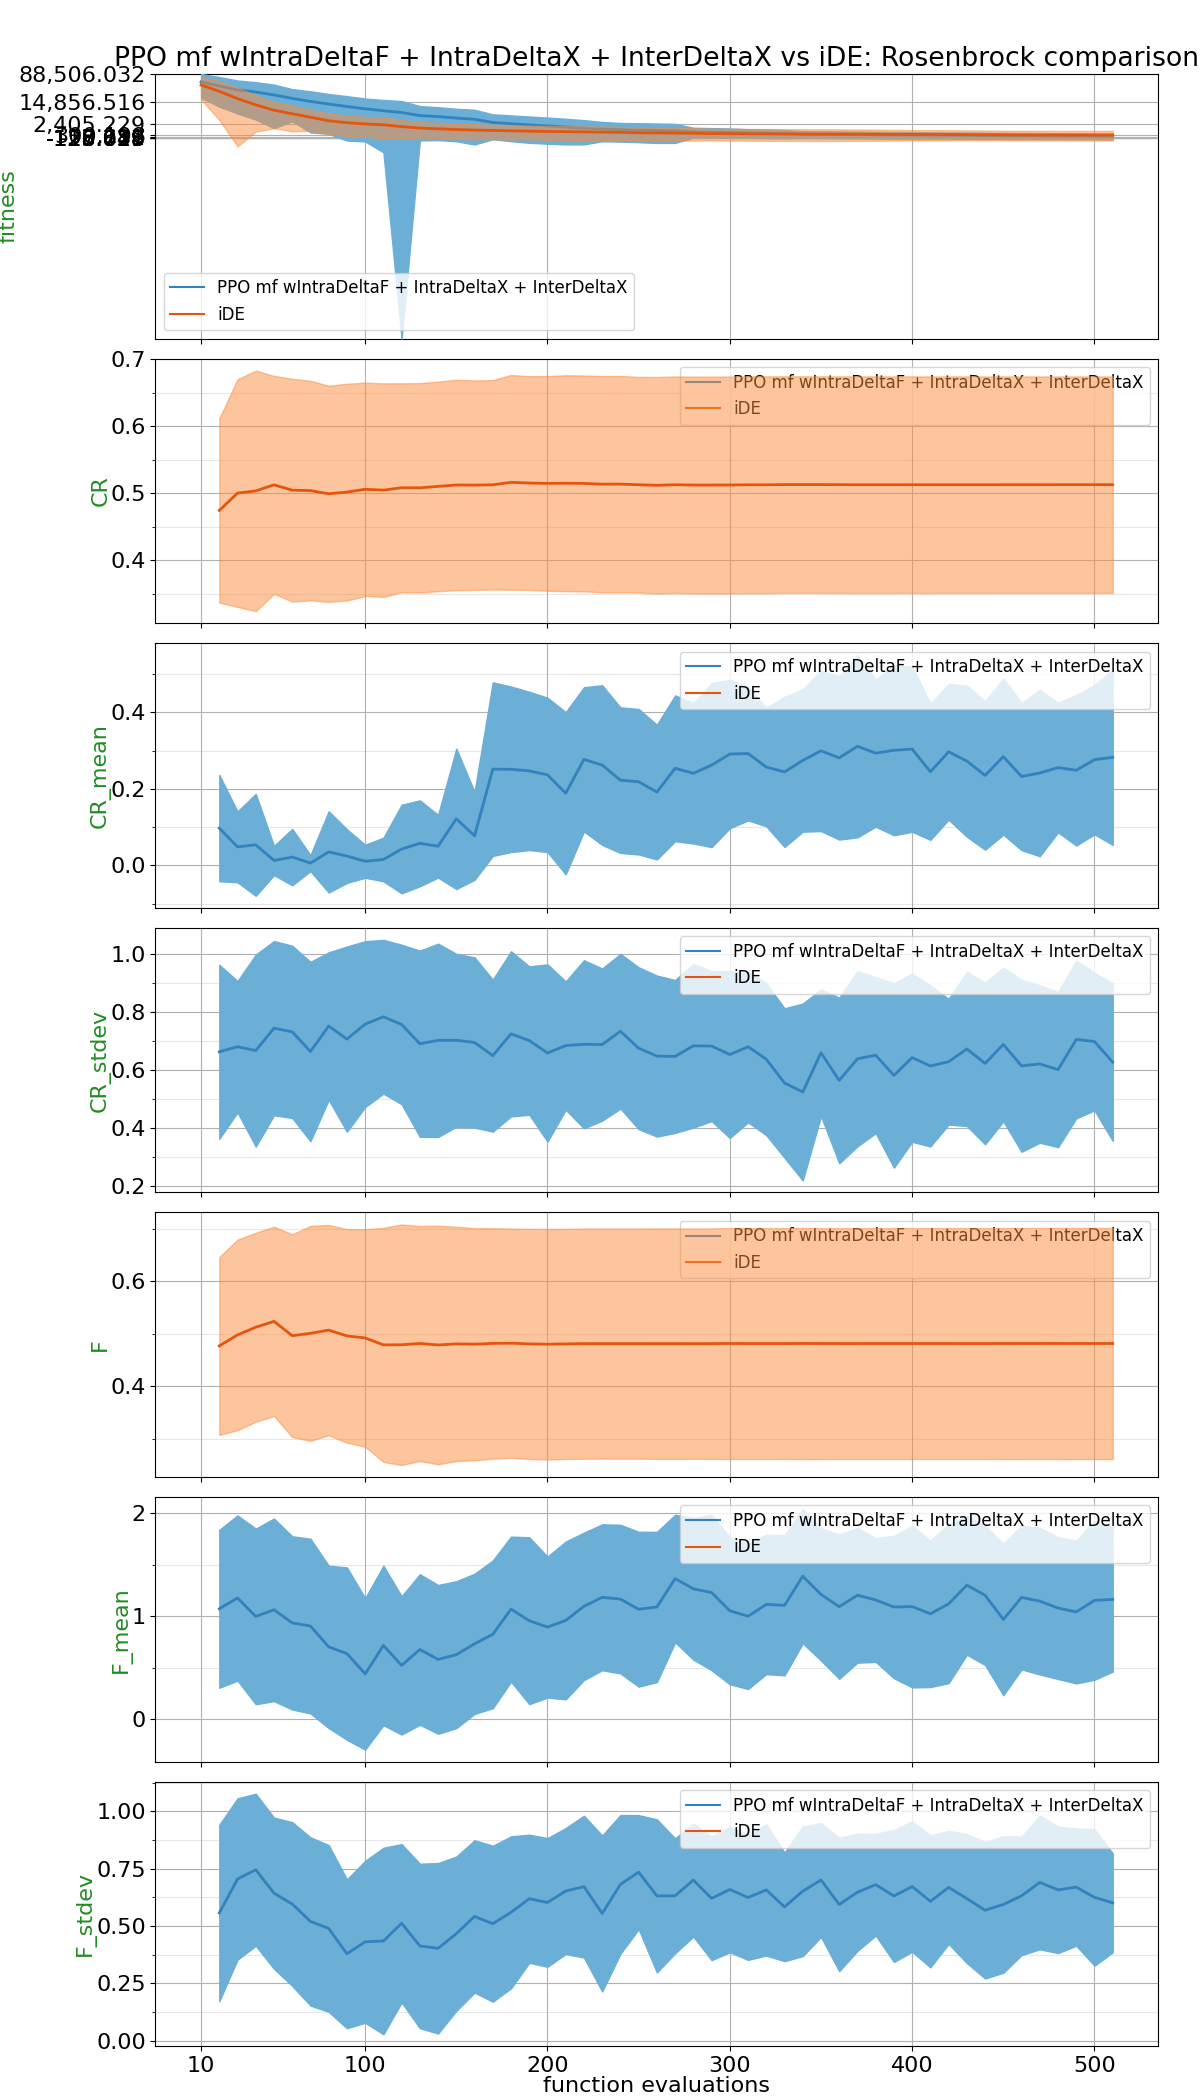 PPO mf wIntraDeltaF + IntraDeltaX + InterDeltaX vs iDE: Rosenbrock comparison
88,506.032
14,856.516
2,405.229
fitness
PPO mf wIntraDeltaF + IntraDeltaX + InterDeltaX
iDE
0.7
0.6
0.5
0.4
CR
PPO mf wIntraDeltaF + IntraDeltaX + InterDeltaX
iDE
0.4
0.2
0.0
CR_mean
PPO mf wIntraDeltaF + IntraDeltaX + InterDeltaX
iDE
1.0
0.8
0.6
0.4
0.2
CR_stdev
PPO mf wIntraDeltaF + IntraDeltaX + InterDeltaX
iDE
0.6
0.4
F
PPO mf wIntraDeltaF + IntraDeltaX + InterDeltaX
iDE
2
1
0
F_mean
PPO mf wIntraDeltaF + IntraDeltaX + InterDeltaX
iDE
1.00
0.75
0.50
0.25
0.00
F_stdev
PPO mf wIntraDeltaF + IntraDeltaX + InterDeltaX
iDE
10 100 200 300 400 500
function evaluations